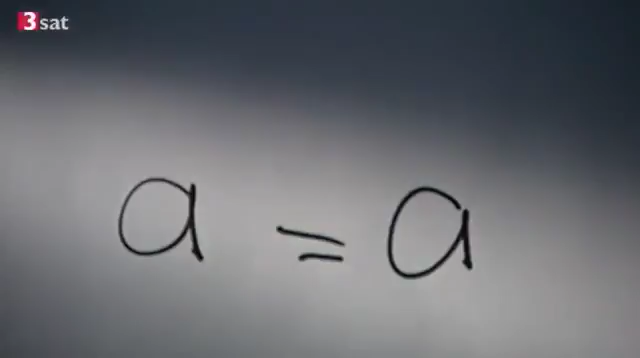 3sat
a = a